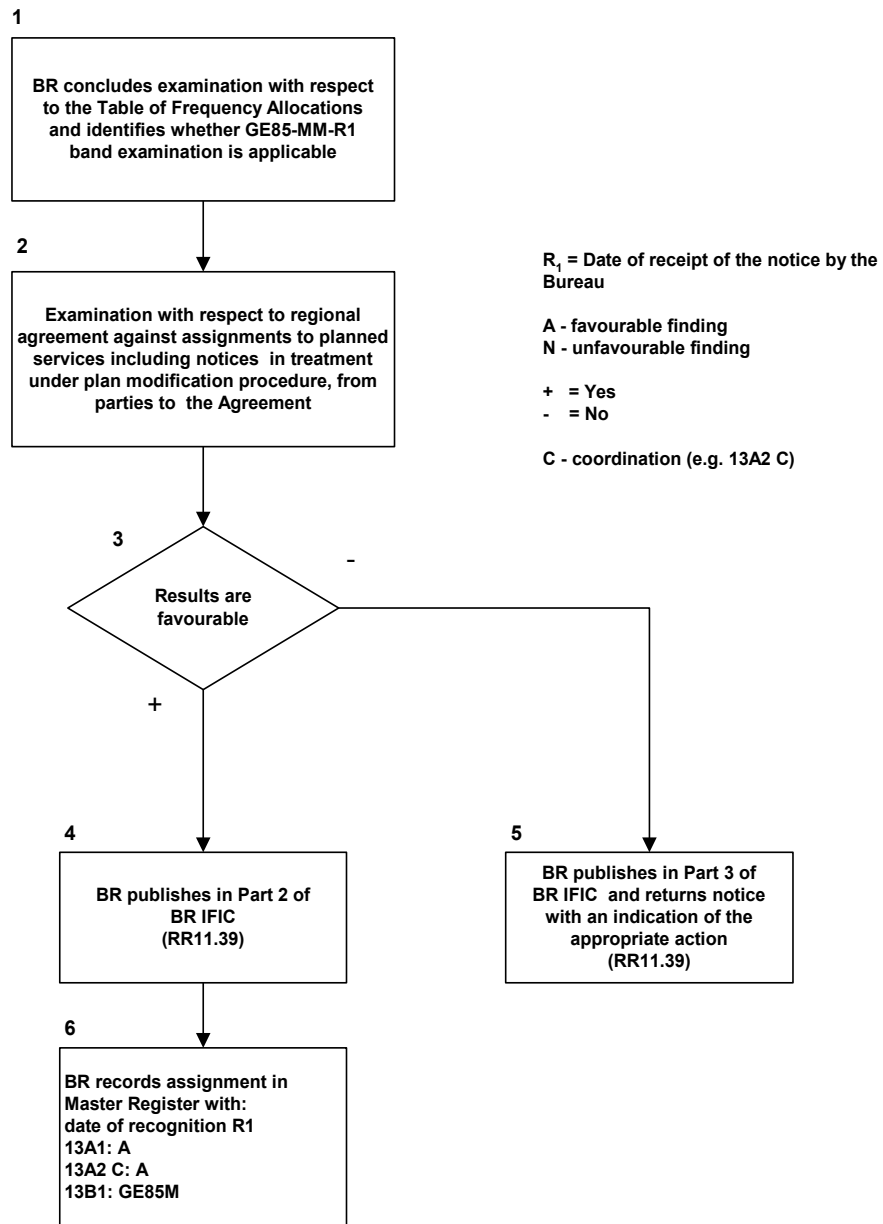 1
BR concludes examination with respect
to the Table of Frequency Allocations
and identifies whether GE85-MM-R1
band examination is applicable
2
Examination with respect to regional
agreement against assignments to planned
services including notices in treatment
under plan modification procedure, from
parties to the Agreement
R1 = Date of receipt of the notice by the
Bureau
A - favourable finding
N - unfavourable finding
+ = Yes
- = No
C - coordination (e.g. 13A2 C)
3
-
Results are
favourable
+
4
BR publishes in Part 2 of
BR IFIC
(RR11.39)
5
BR publishes in Part 3 of
BR IFIC and returns notice
with an indication of the
appropriate action
(RR11.39)
6
BR records assignment in
Master Register with:
date of recognition R1
13A1: A
13A2 C: A
13B1: GE85M